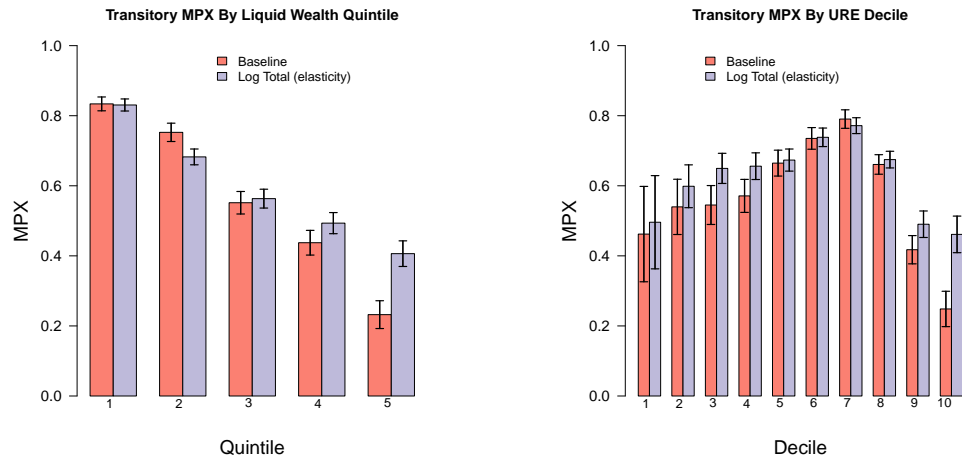 Transitory MPX By Liquid Wealth Quintile
1.0
0.8
0.6
0.4
0.2
0.0
MPX
Baseline
Log Total (elasticity)
1 2 3 4 5
Quintile
Transitory MPX By URE Decile
1.0
0.8
0.6
0.4
0.2
0.0
MPX
Baseline
Log Total (elasticity)
1 2 3 4 5 6 7 8 9 10
Decile